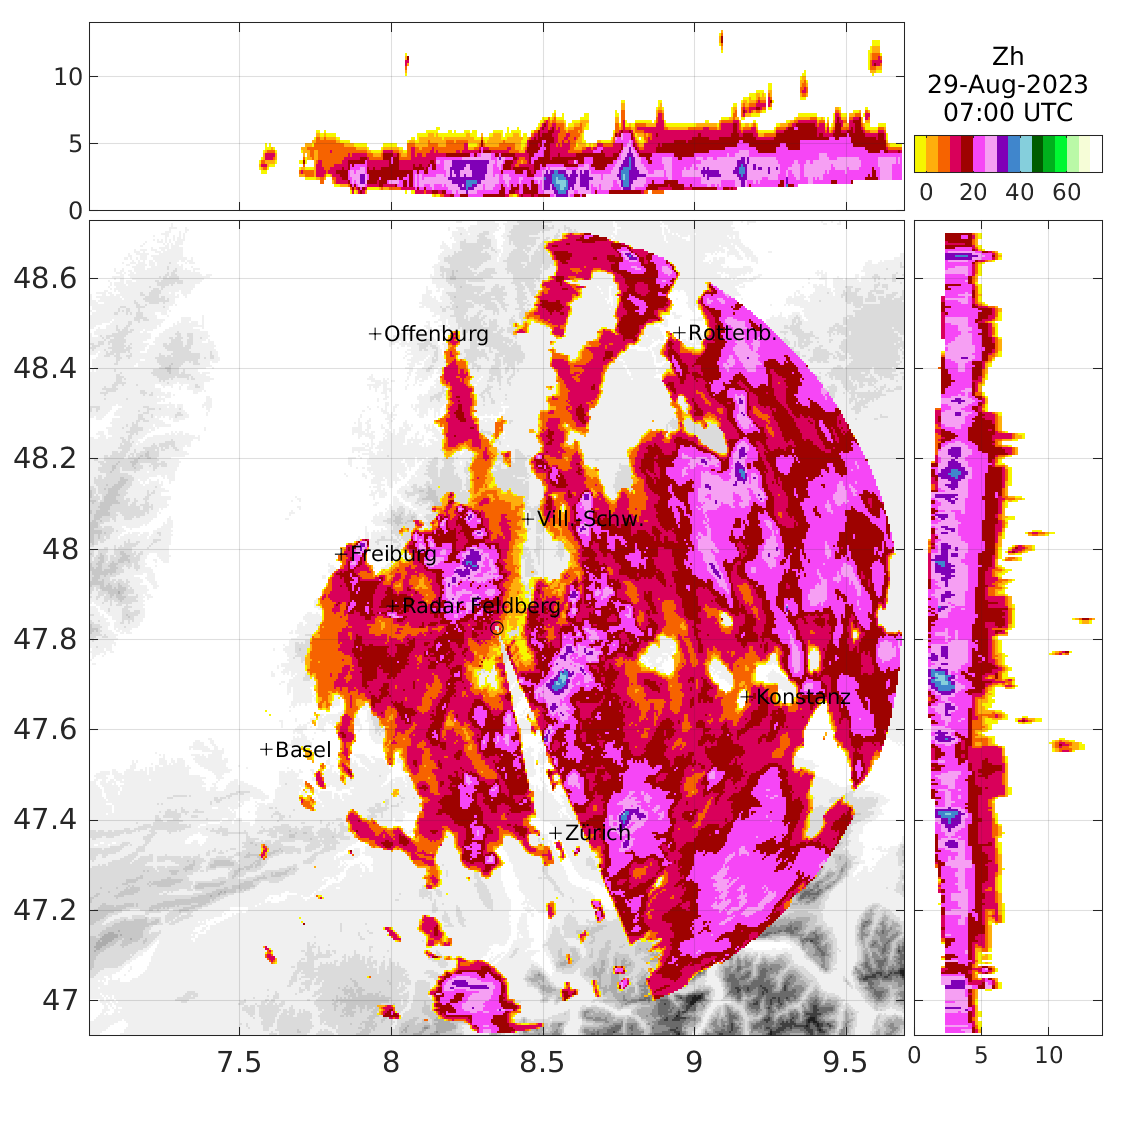 10
5
0
Zh
29-Aug-2023
07:00 UTC
0 20 40 60
48.6
48.4
48.2
48
47.8
47.6
47.4
47.2
47
Offenburg
Rottenb.
Vill.-Schw.
Freiburg
Radar Feldberg
Konstanz
Basel
Zürich
7.5 8 8.5 9 9.5
0 5 10